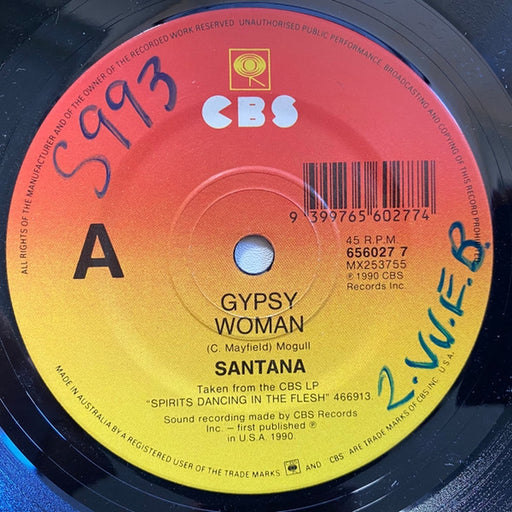 ALL RIGHTS OF THE MANUFACTURER AND OF THE OWNER OF THE RECORDED WORK RESERVED. UNAUTHORISED PUBLIC PERFORMANCE, BROADCASTING AND COPYING OF THIS RECORD PROHIBITED
CBS
S993
9 399765 602774
A
45 R.P.M.
656027 7
MX253755
℗ 1990 CBS
Records Inc.
GYPSY
WOMAN
(C. Mayfield) Mogull
SANTANA
Taken from the CBS LP
"SPIRITS DANCING IN THE FLESH" 466913.
Sound recording made by CBS Records
Inc. – first published ℗
in U.S.A. 1990.
2.VV.E.B.
MADE IN AUSTRALIA BY A REGISTERED USER OF THE TRADE MARKS AND CBS ARE TRADE MARKS OF CBS INC. U.S.A.